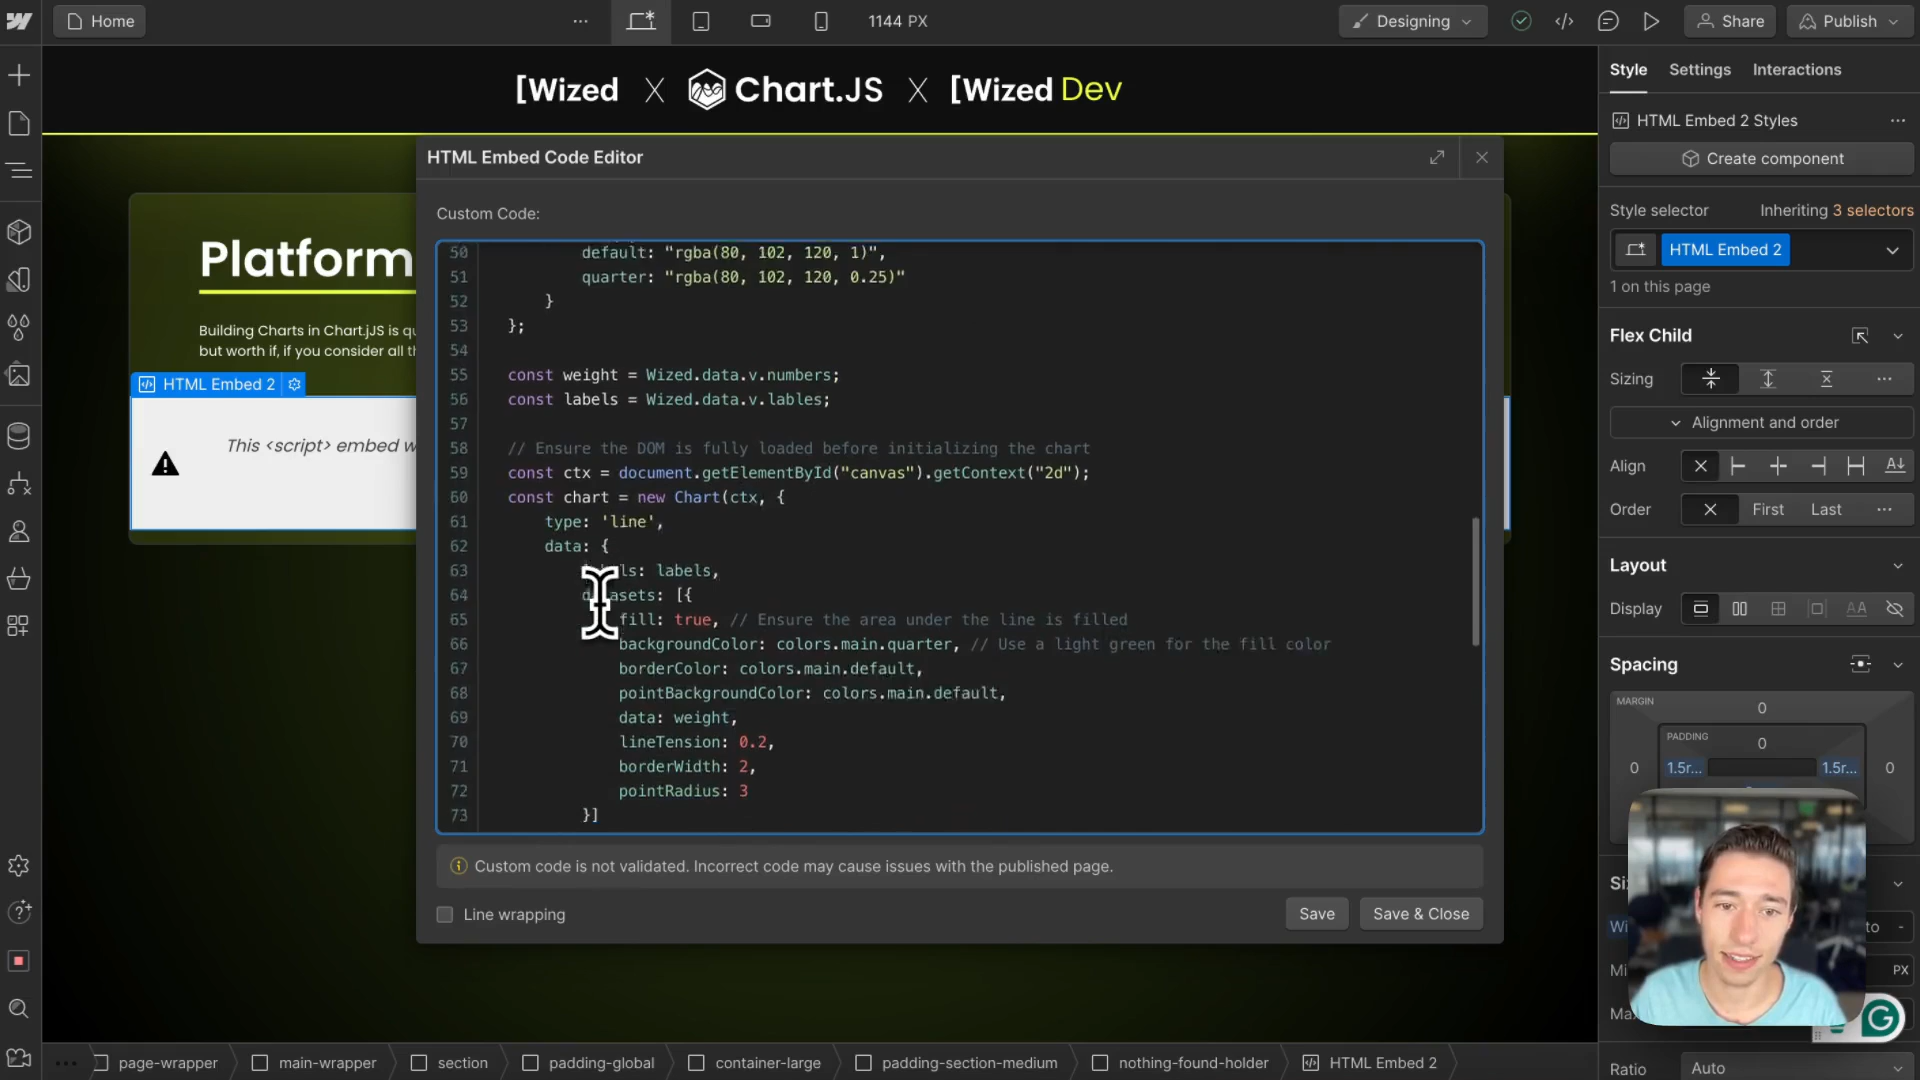 Home
1144 PX
Designing
Share
Publish
[Wized X Chart.JS X [Wized Dev
Platform
Building Charts in Chart.jJS is qu
but worth if, if you consider all th
HTML Embed 2
This <script> embed w
HTML Embed Code Editor
Custom Code:
50 default: "rgba(80, 102, 120, 1)",
51 quarter: "rgba(80, 102, 120, 0.25)"
52 }
53 };
54
55 const weight = Wized.data.v.numbers;
56 const labels = Wized.data.v.lables;
57
58 // Ensure the DOM is fully loaded before initializing the chart
59 const ctx = document.getElementById("canvas").getContext("2d");
60 const chart = new Chart(ctx, {
61 type: 'line',
62 data: {
63 labels: labels,
64 datasets: [{
65 fill: true, // Ensure the area under the line is filled
66 backgroundColor: colors.main.quarter, // Use a light green for the fill color
67 borderColor: colors.main.default,
68 pointBackgroundColor: colors.main.default,
69 data: weight,
70 lineTension: 0.2,
71 borderWidth: 2,
72 pointRadius: 3
73 }]
Custom code is not validated. Incorrect code may cause issues with the published page.
Line wrapping
Save
Save & Close
Style
Settings
Interactions
HTML Embed 2 Styles
Create component
Style selector
Inheriting 3 selectors
HTML Embed 2
1 on this page
Flex Child
Sizing
Alignment and order
Align
Order
First
Last
Layout
Display
Spacing
MARGIN
0
PADDING
0
0
1.5r...
1.5r...
0
PX
Ratio
Auto
page-wrapper
main-wrapper
section
padding-global
container-large
padding-section-medium
nothing-found-holder
HTML Embed 2